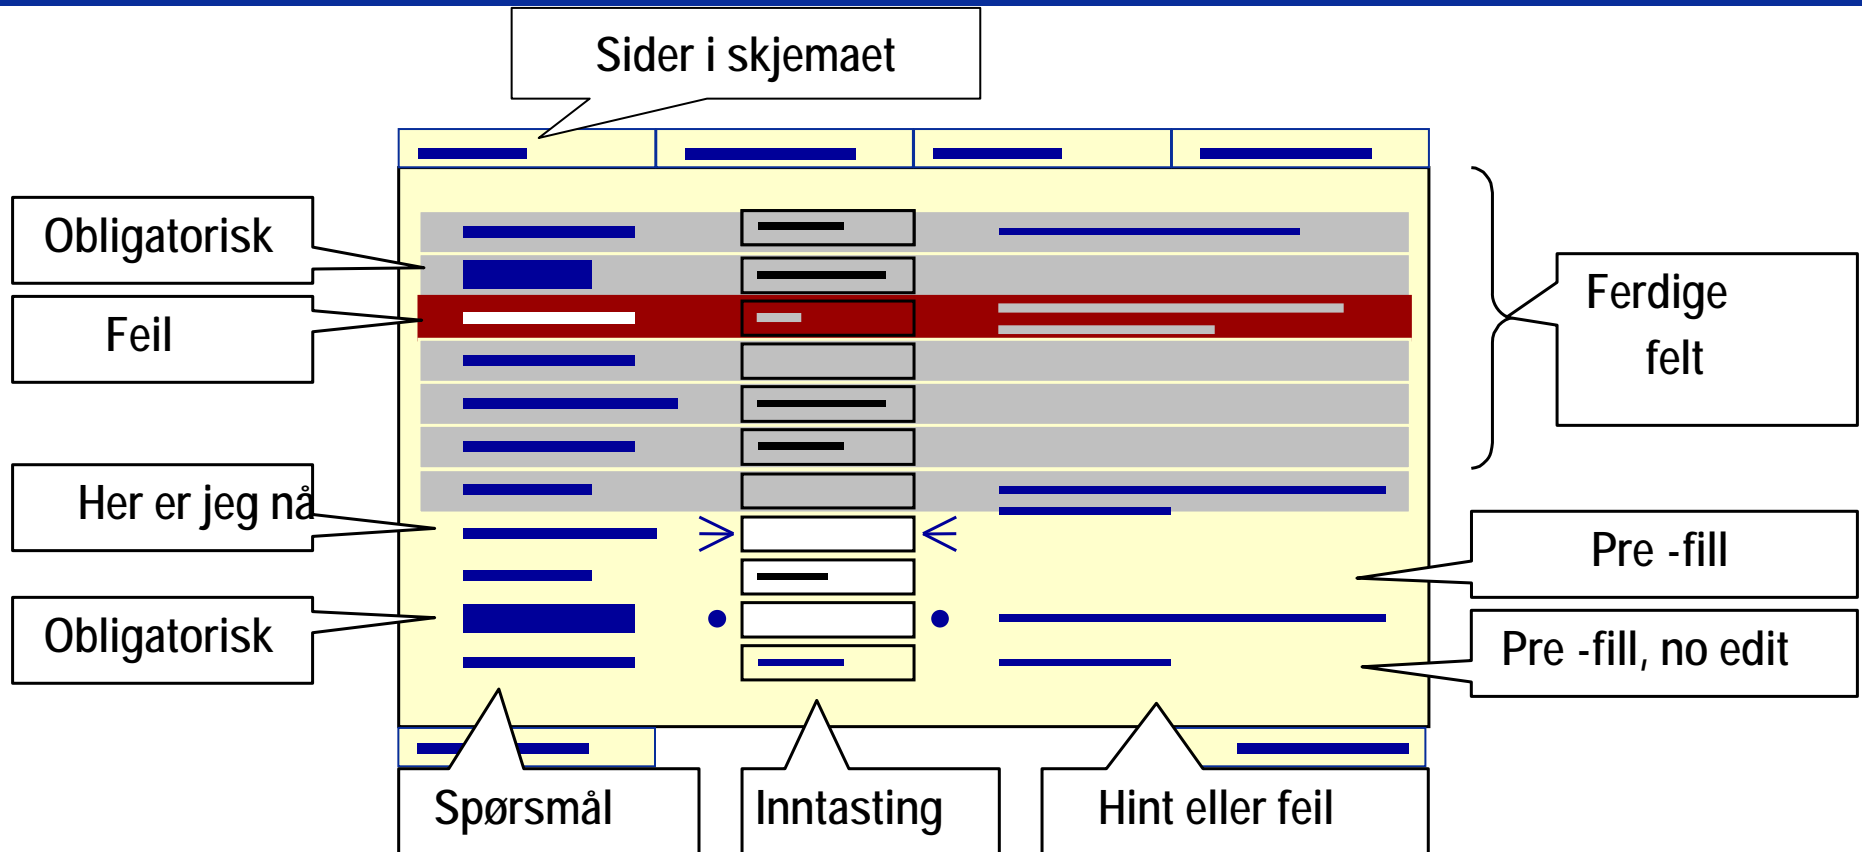 Sider i skjemaet
Obligatorisk
Feil
Ferdige
felt
Her er jeg nå
Pre -fill
Obligatorisk
Pre -fill, no edit
Spørsmål
Inntasting
Hint eller feil